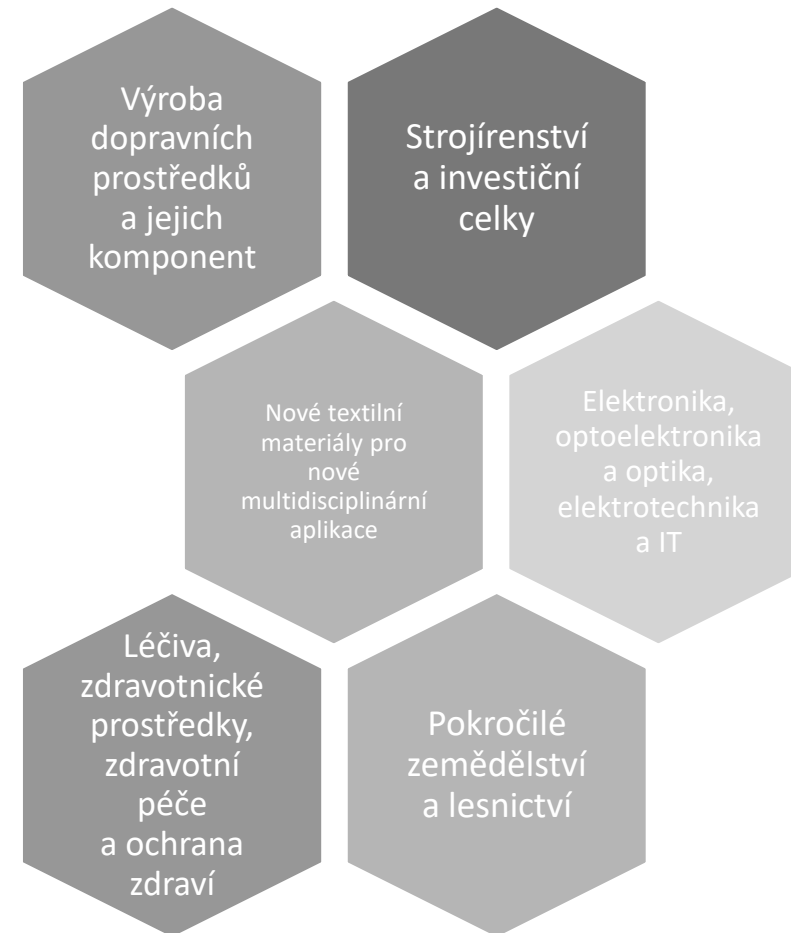 Výroba
dopravních
prostředků
a jejich
komponent
Strojírenství
a investiční
celky
Nové textilní
materiály pro
nové
multidisciplinární
aplikace
Elektronika,
optoelektronika
a optika,
elektrotechnika
a IT
Léčiva,
zdravotnické
prostředky,
zdravotní
péče
a ochrana
zdraví
Pokročilé
zemědělství
a lesnictví